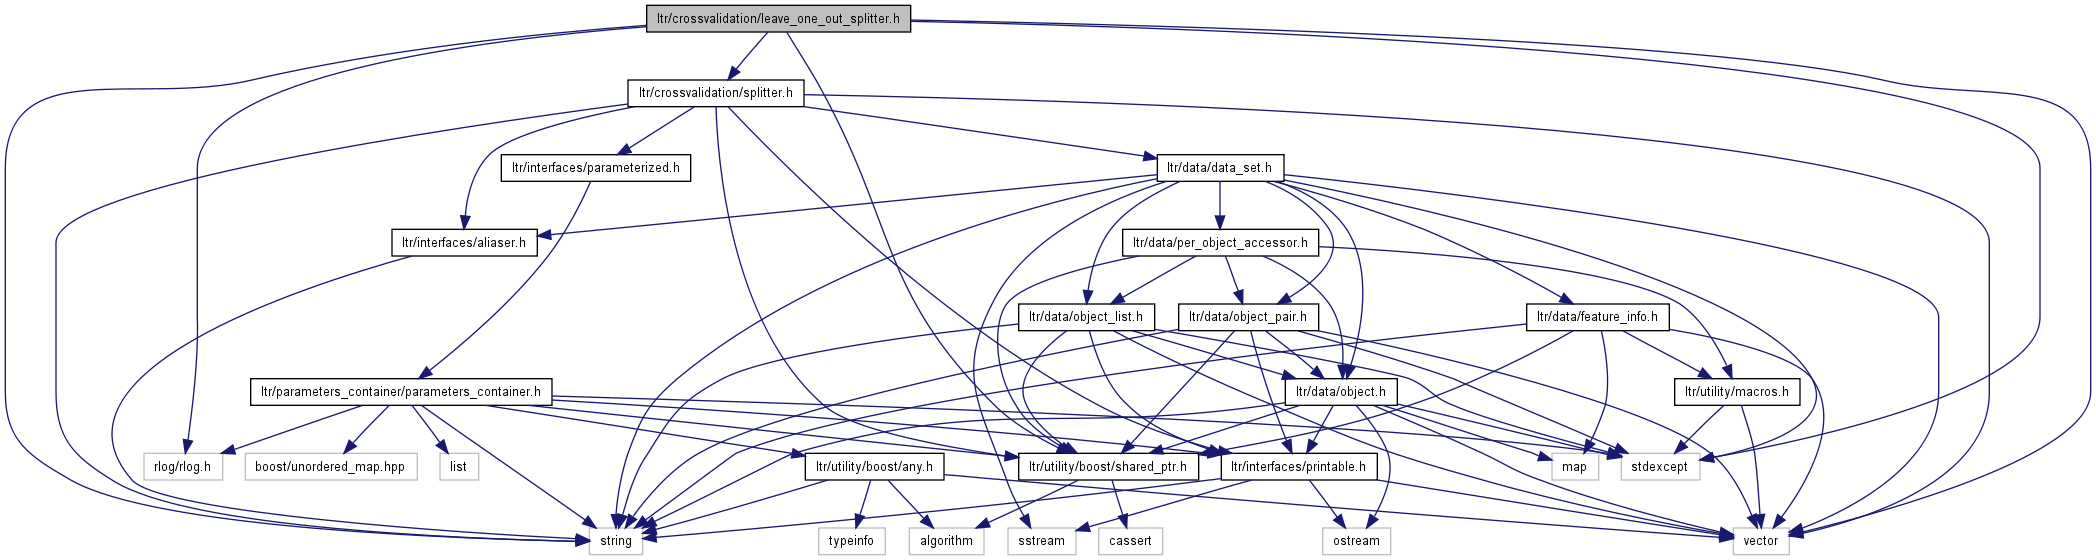 ltr/crossvalidation/leave_one_out_splitter.h
ltr/crossvalidation/splitter.h
ltr/interfaces/parameterized.h
ltr/data/data_set.h
ltr/interfaces/aliaser.h
ltr/data/per_object_accessor.h
ltr/data/object_list.h
ltr/data/object_pair.h
ltr/data/feature_info.h
ltr/parameters_container/parameters_container.h
ltr/data/object.h
ltr/utility/macros.h
rlog/rlog.h
boost/unordered_map.hpp
list
ltr/utility/boost/any.h
ltr/utility/boost/shared_ptr.h
ltr/interfaces/printable.h
map
stdexcept
string
typeinfo
algorithm
sstream
cassert
ostream
vector